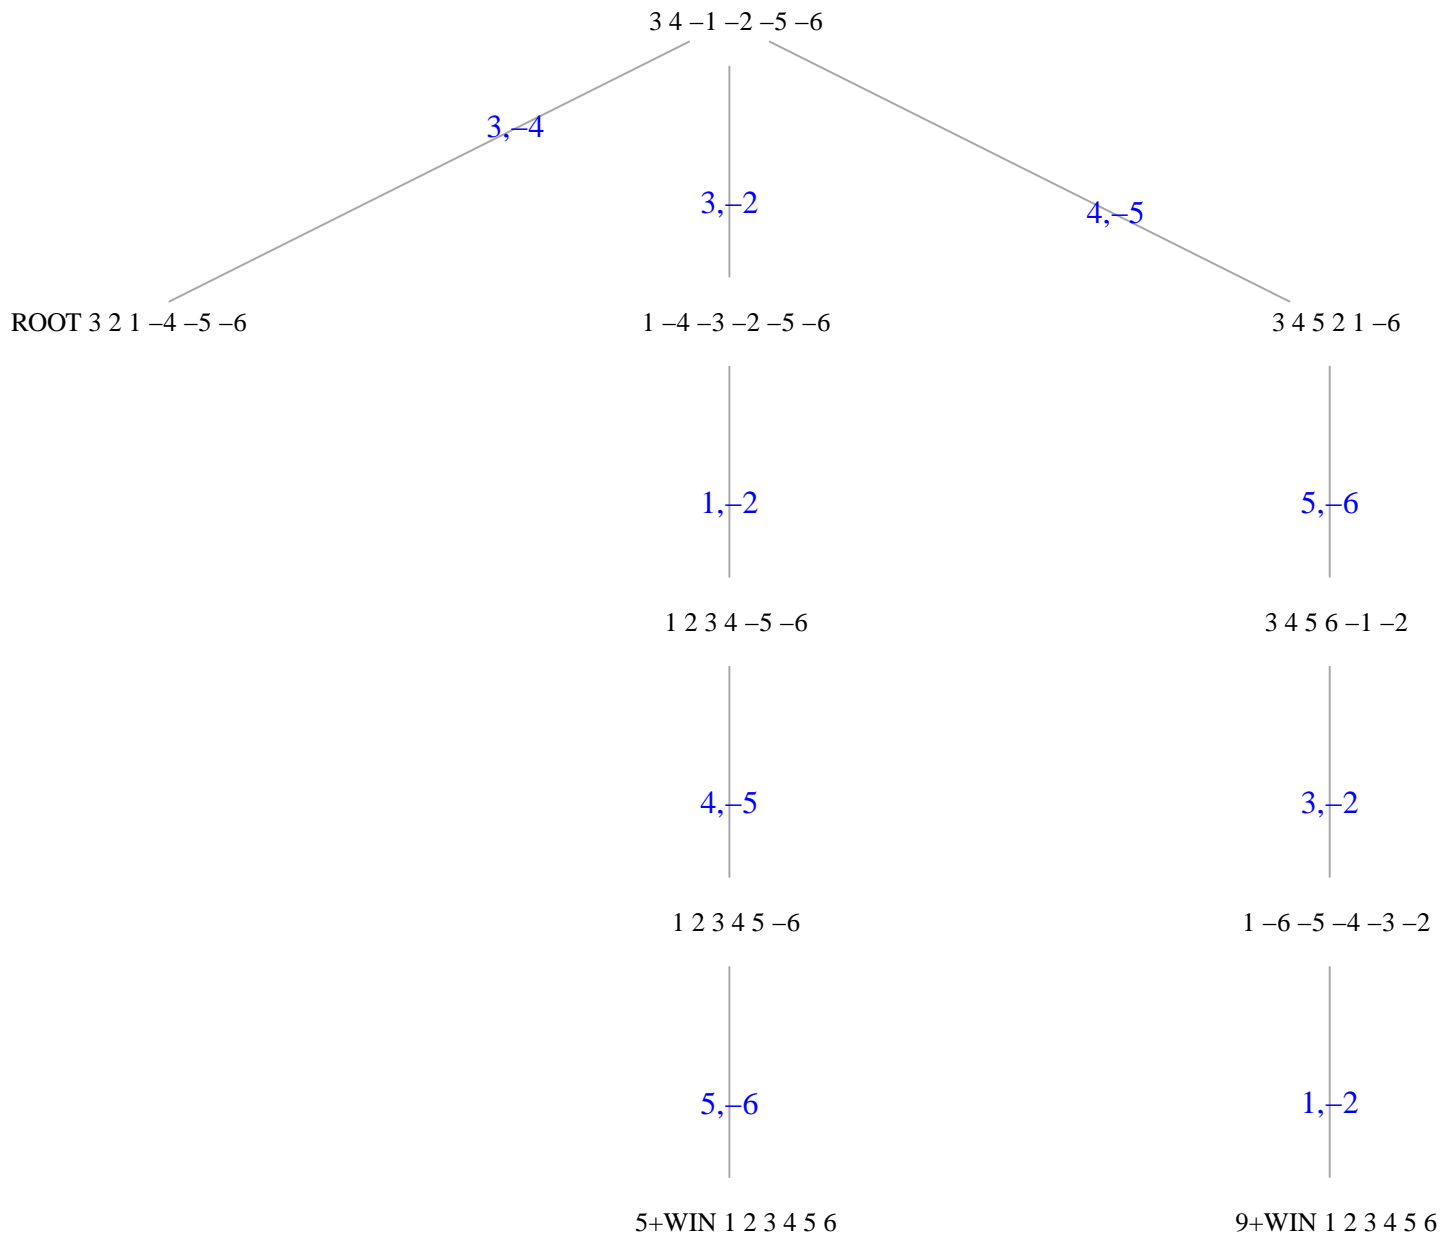 3 4 –1 –2 –5 –6
3,–4
3,–2
4,–5
ROOT 3 2 1 –4 –5 –6
1 –4 –3 –2 –5 –6
3 4 5 2 1 –6
1,–2
5,–6
1 2 3 4 –5 –6
3 4 5 6 –1 –2
4,–5
3,–2
1 2 3 4 5 –6
1 –6 –5 –4 –3 –2
5,–6
1,–2
5+WIN 1 2 3 4 5 6
9+WIN 1 2 3 4 5 6